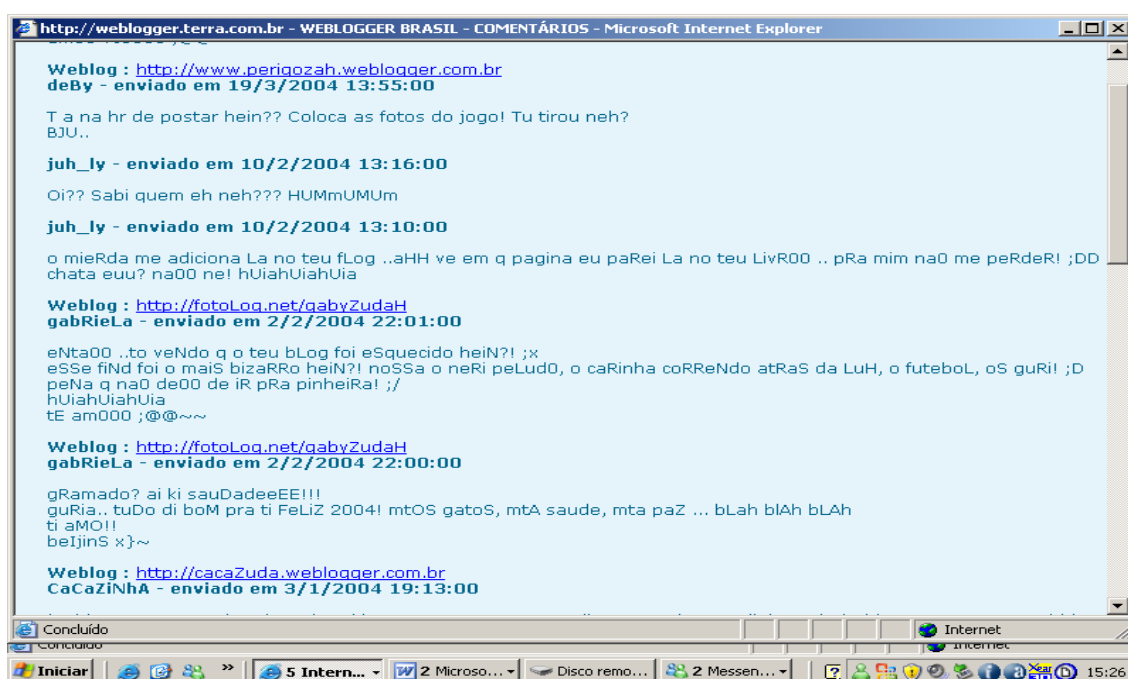 http://weblogger.terra.com.br - WEBLOGGER BRASIL - COMENTÁRIOS - Microsoft Internet Explorer
Weblog : http://www.perigozah.weblogger.com.br
deBy - enviado em 19/3/2004 13:55:00
T a na hr de postar hein?? Coloca as fotos do jogo! Tu tirou neh?
BJU..
juh_ly - enviado em 10/2/2004 13:16:00
Oi?? Sabi quem eh neh??? HUMmUMUm
juh_ly - enviado em 10/2/2004 13:10:00
o mieRda me adiciona La no teu fLog ..aHH ve em q pagina eu paRei La no teu LivR00 .. pRa mim na0 me peRdeR! ;DD
chata euu? na00 ne! hUiahUiahUia
Weblog : http://fotoLog.net/gabyZudaH
gabRieLa - enviado em 2/2/2004 22:01:00
eNta00 ..to veNdo q o teu bLog foi eSquecido heiN?! ;x
eSSe fiNd foi o maiS bizaRRo heiN?! noSSa o neRi peLud0, o caRinha coRReNdo atRaS da LuH, o futeboL, oS guRi! ;D
peNa q na0 de00 de iR pRa pinheiRa! ;/
hUiahUiahUia
tE am000 ;@@~~
Weblog : http://fotoLog.net/gabyZudaH
gabRieLa - enviado em 2/2/2004 22:00:00
gRamado? ai ki sauDadeeEE!!!
guRia.. tuDo di boM pra ti FeLiZ 2004! mtOS gatoS, mtA saude, mta paZ ... bLah blAh bLAh
ti aMO!!
beIjinS x}~
Weblog : http://cacaZuda.weblogger.com.br
CaCaZiNhA - enviado em 3/1/2004 19:13:00
Concluído
Internet
Concluído
Internet
Iniciar
»
5 Intern...
2 Microso...
Disco remo...
2 Messen...
15:26